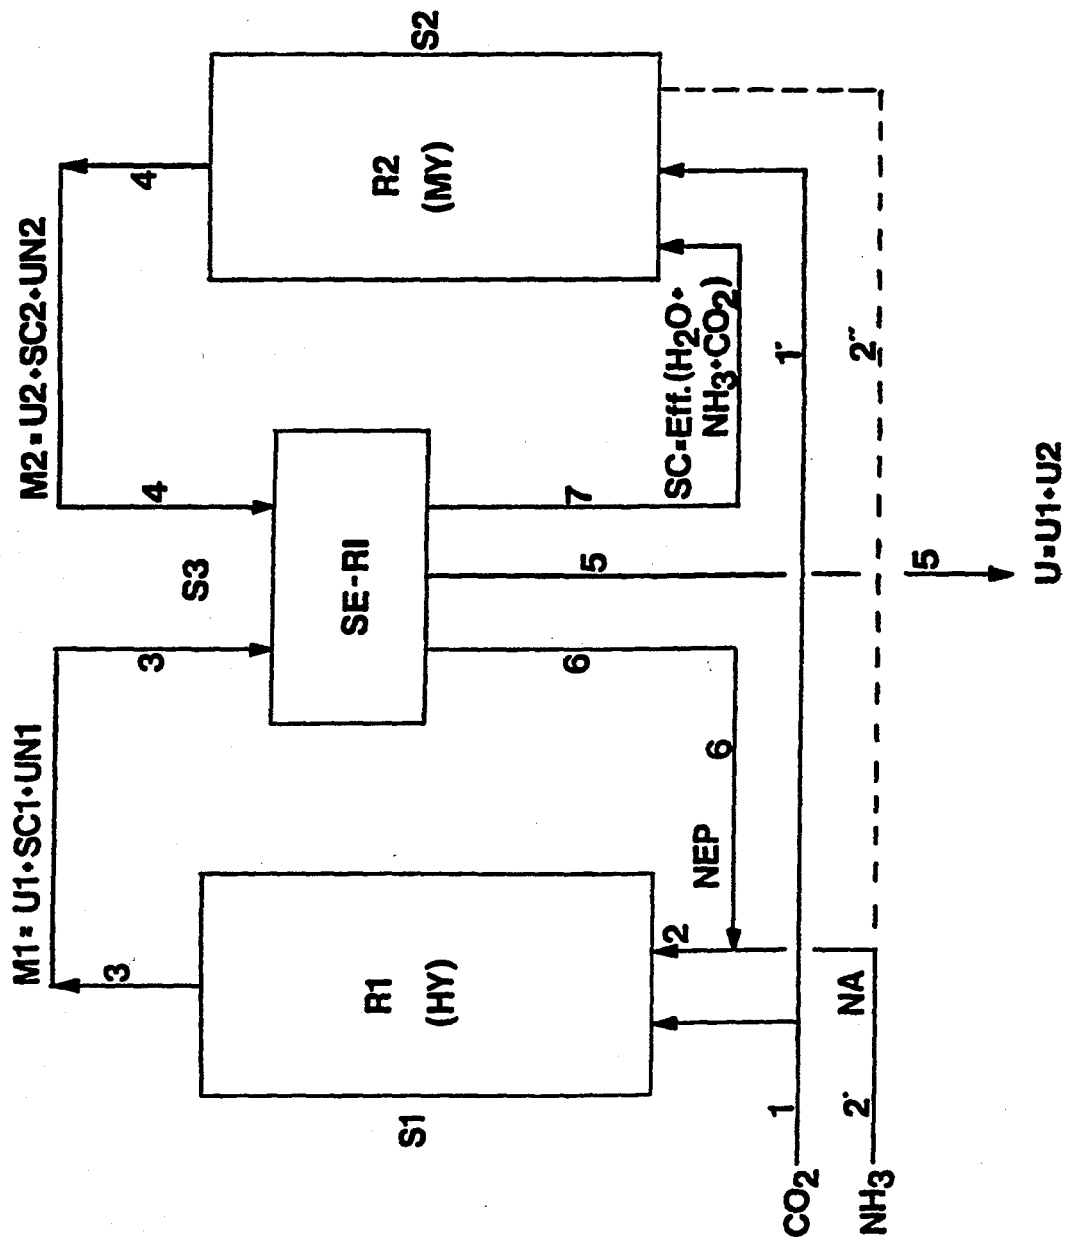 M1=U1+SC1+UN1
M2=U2+SC2+UN2
3
3
4
4
S3
R1
(HY)
SE-RI
R2
(MY)
S1
S2
6
5
7
2
SC=Eff.(H2O+
NH3+CO2)
NEP
6
CO2
1
1'
NH3
2'
NA
2''
5
U=U1+U2